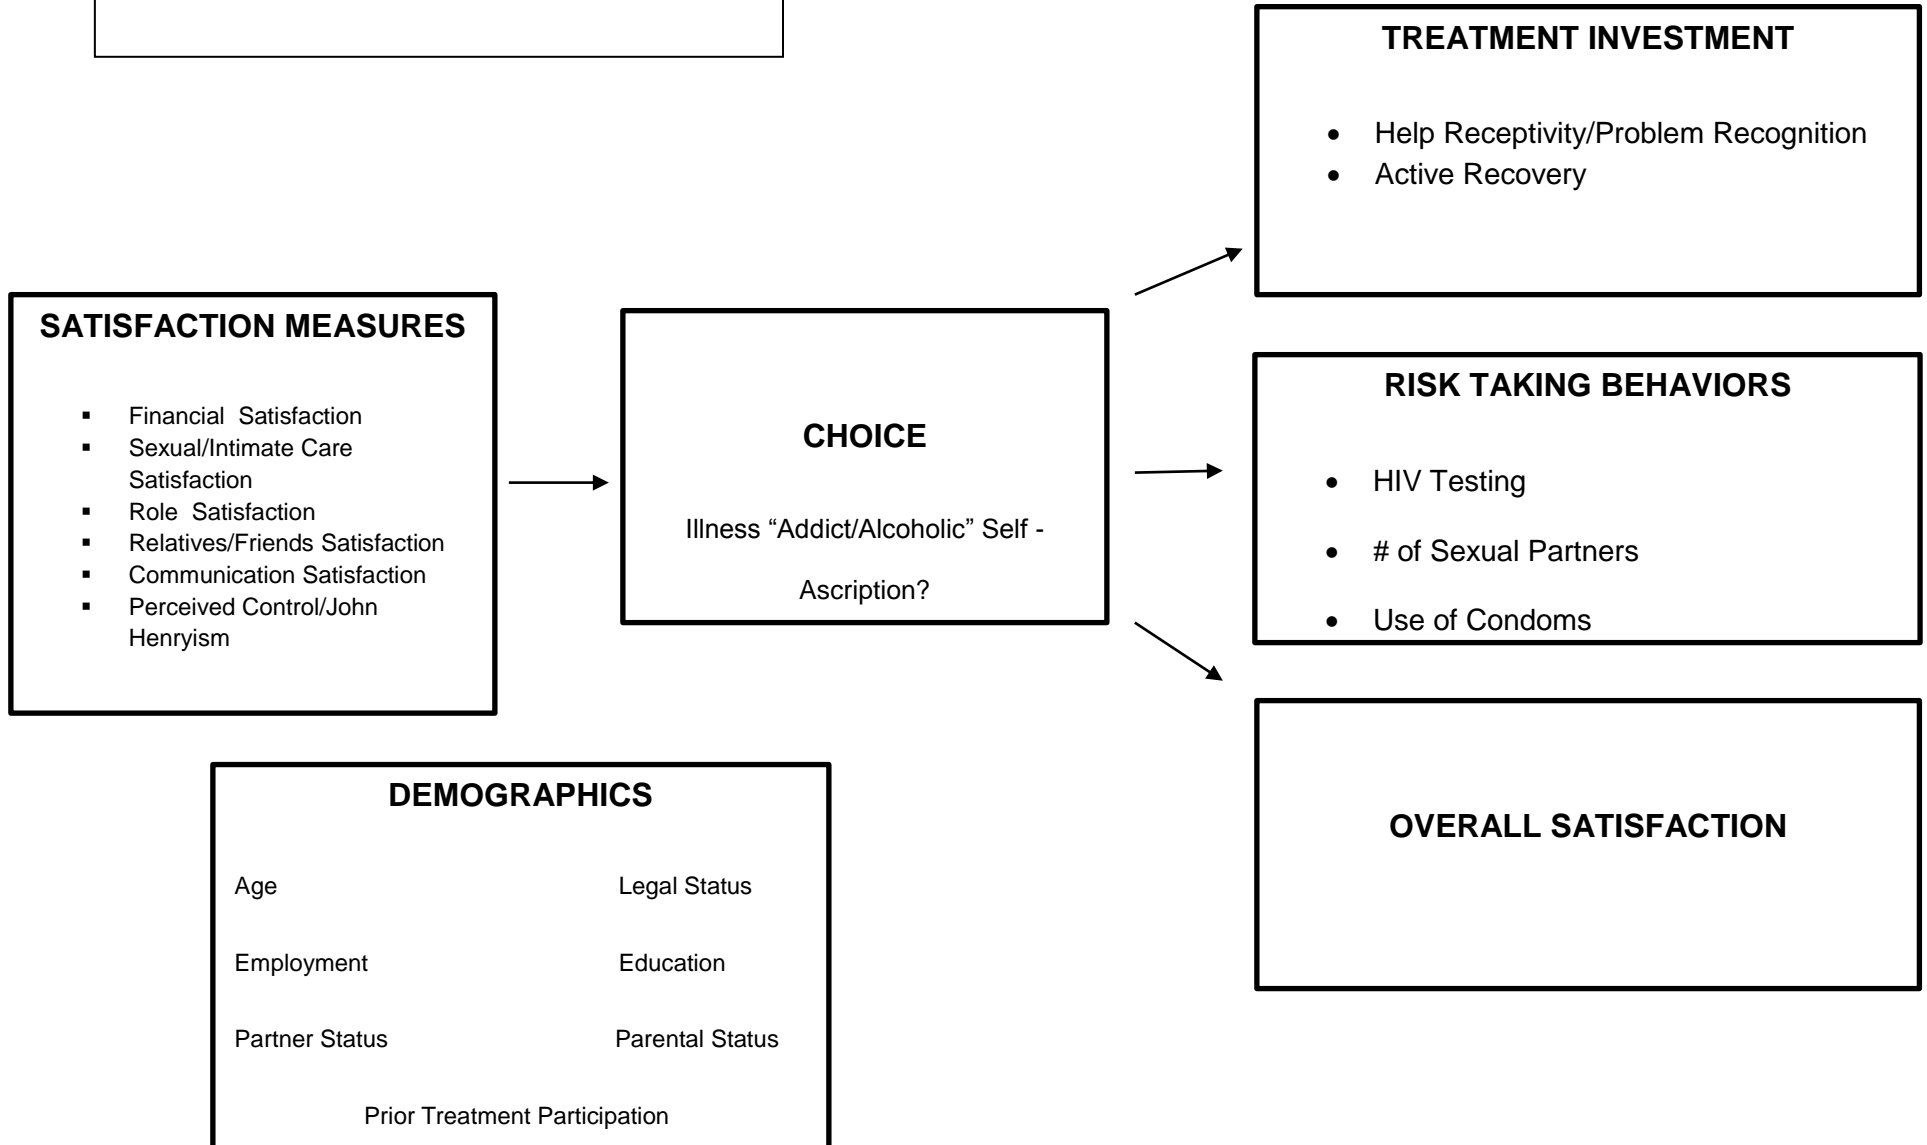 TREATMENT INVESTMENT
• Help Receptivity/Problem Recognition
• Active Recovery
SATISFACTION MEASURES
▪ Financial Satisfaction
▪ Sexual/Intimate Care
Satisfaction
▪ Role Satisfaction
▪ Relatives/Friends Satisfaction
▪ Communication Satisfaction
▪ Perceived Control/John
Henryism
CHOICE
Illness “Addict/Alcoholic” Self -
Ascription?
RISK TAKING BEHAVIORS
• HIV Testing
• # of Sexual Partners
• Use of Condoms
OVERALL SATISFACTION
DEMOGRAPHICS
Age Legal Status
Employment Education
Partner Status Parental Status
Prior Treatment Participation